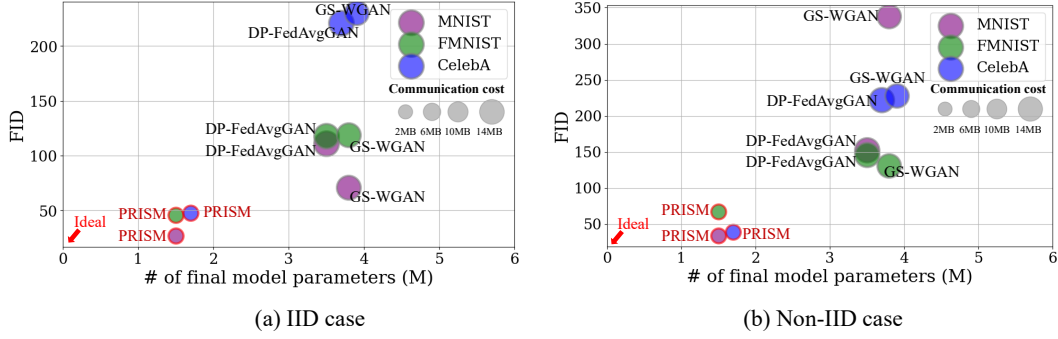 GS-WGAN
DP-FedAvgGAN
MNIST
FMNIST
CelebA
Communication cost
2MB 6MB 10MB 14MB
DP-FedAvgGAN
DP-FedAvgGAN
GS-WGAN
GS-WGAN
PRISM
PRISM
PRISM
Ideal
FID
200
150
100
50
0 1 2 3 4 5 6
# of final model parameters (M)
(a) IID case
GS-WGAN
MNIST
FMNIST
CelebA
Communication cost
2MB 6MB 10MB 14MB
GS-WGAN
DP-FedAvgGAN
DP-FedAvgGAN
DP-FedAvgGAN
GS-WGAN
PRISM
PRISM
PRISM
Ideal
FID
350
300
250
200
150
100
50
0 1 2 3 4 5 6
# of final model parameters (M)
(b) Non-IID case